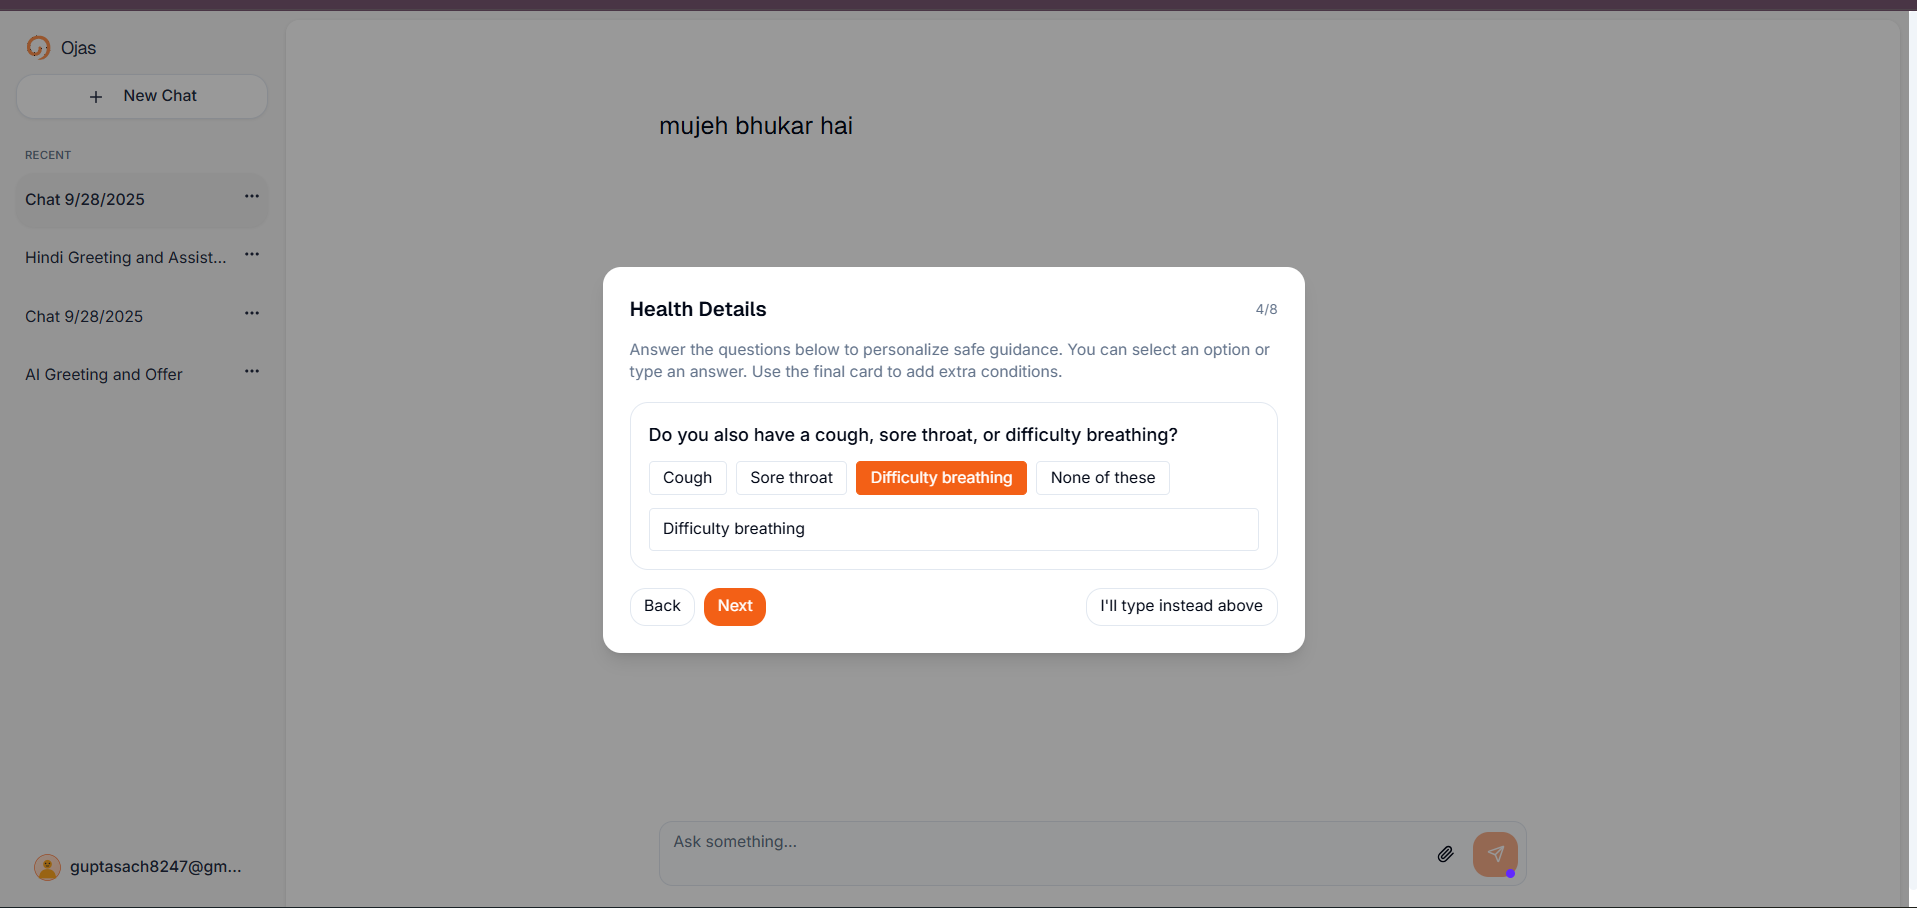 Ojas
New Chat
RECENT
Chat 9/28/2025
Hindi Greeting and Assist...
Chat 9/28/2025
AI Greeting and Offer
guptasach8247@gm...
mujeh bhukar hai
Health Details
4/8
Answer the questions below to personalize safe guidance. You can select an option or
type an answer. Use the final card to add extra conditions.
Do you also have a cough, sore throat, or difficulty breathing?
Cough Sore throat Difficulty breathing None of these
Difficulty breathing
Back Next I'll type instead above
Ask something...